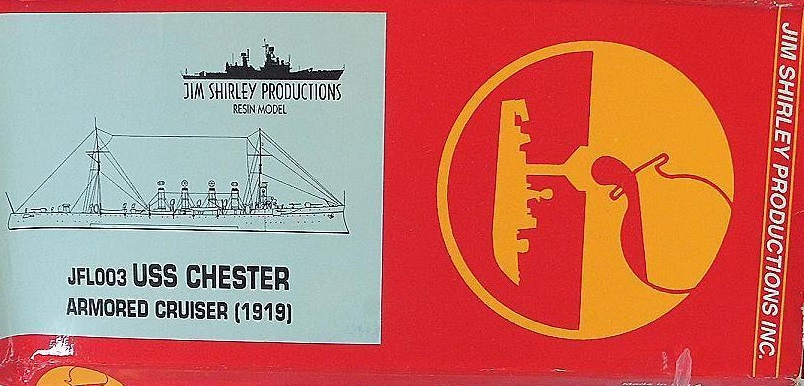 JIM SHIRLEY PRODUCTIONS
RESIN MODEL
JFL003 USS CHESTER
ARMORED CRUISER (1919)
JIM SHIRLEY PRODUCTIONS INC.